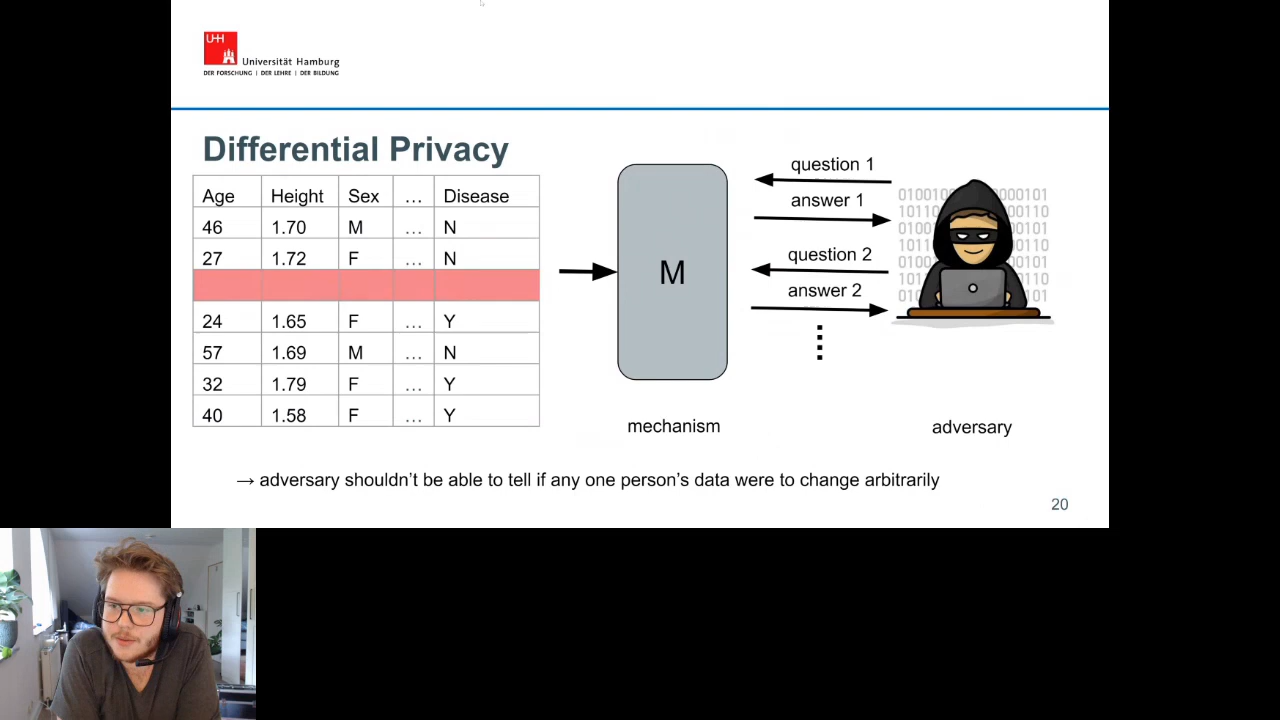 UHH
Universität Hamburg
DER FORSCHUNG | DER LEHRE | DER BILDUNG
Differential Privacy
Age Height Sex … Disease
46 1.70 M … N
27 1.72 F … N
24 1.65 F … Y
57 1.69 M … N
32 1.79 F … Y
40 1.58 F … Y
M
mechanism
question 1
answer 1
question 2
answer 2
adversary
→ adversary shouldn't be able to tell if any one person's data were to change arbitrarily
20